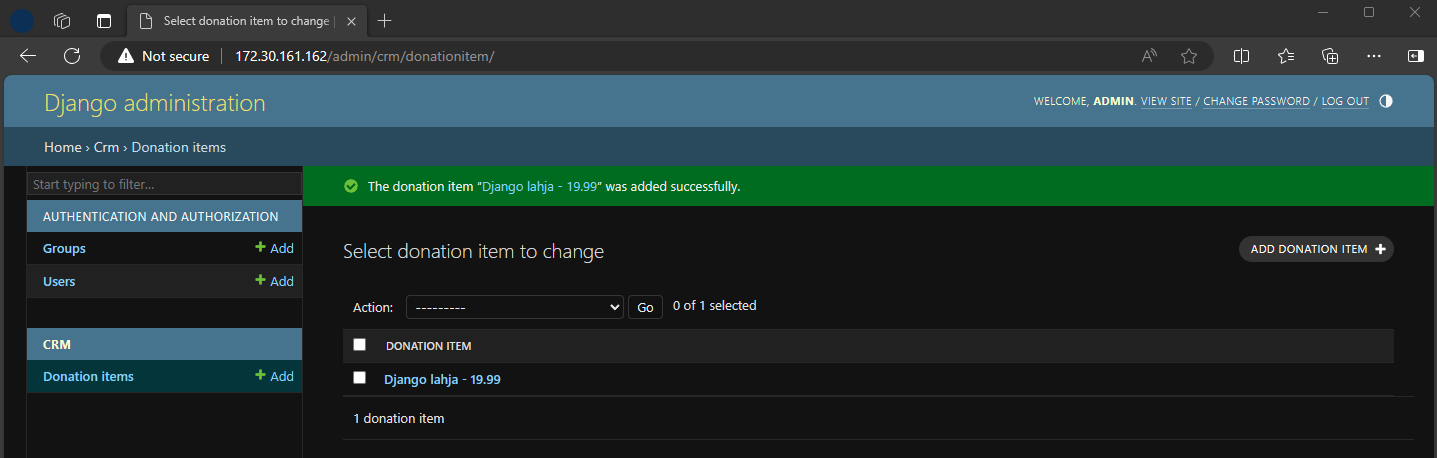 Select donation item to change |
Not secure | 172.30.161.162/admin/crm/donationitem/
Django administration
WELCOME, ADMIN. VIEW SITE / CHANGE PASSWORD / LOG OUT
Home › Crm › Donation items
Start typing to filter...
The donation item “Django lahja - 19.99” was added successfully.
AUTHENTICATION AND AUTHORIZATION
Groups + Add
Users + Add
CRM
Donation items + Add
Select donation item to change
ADD DONATION ITEM +
Action: --------- Go 0 of 1 selected
DONATION ITEM
Django lahja - 19.99
1 donation item